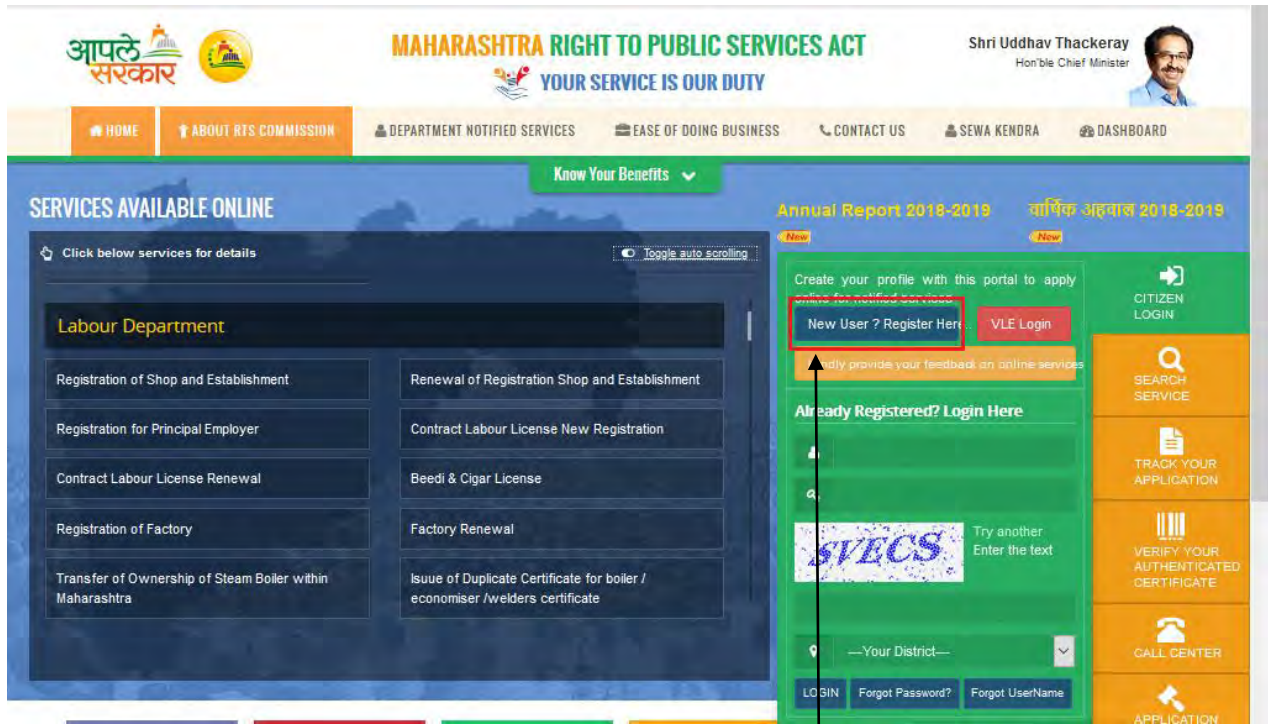 आपले
सरकार
MAHARASHTRA RIGHT TO PUBLIC SERVICES ACT
YOUR SERVICE IS OUR DUTY
Shri Uddhav Thackeray
Hon'ble Chief Minister
HOME
ABOUT RTS COMMISSION
DEPARTMENT NOTIFIED SERVICES
EASE OF DOING BUSINESS
CONTACT US
SEWA KENDRA
DASHBOARD
Know Your Benefits
SERVICES AVAILABLE ONLINE
Click below services for details
Toggle auto scrolling
Labour Department
Registration of Shop and Establishment
Renewal of Registration Shop and Establishment
Registration for Principal Employer
Contract Labour License New Registration
Contract Labour License Renewal
Beedi & Cigar License
Registration of Factory
Factory Renewal
Transfer of Ownership of Steam Boiler within
Maharashtra
Isuue of Duplicate Certificate for boiler /
economiser /welders certificate
Annual Report 2018-2019
वार्षिक अहवाल 2018-2019
New
New
Create your profile with this portal to apply
online for notified services
New User ? Register Here..
VLE Login
provide your feedback on online services
Already Registered? Login Here
SVECS
Try another
Enter the text
—Your District—
LOGIN
Forgot Password?
Forgot UserName
CITIZEN
LOGIN
SEARCH
SERVICE
TRACK YOUR
APPLICATION
VERIFY YOUR
AUTHENTICATED
CERTIFICATE
CALL CENTER
APPLICATION